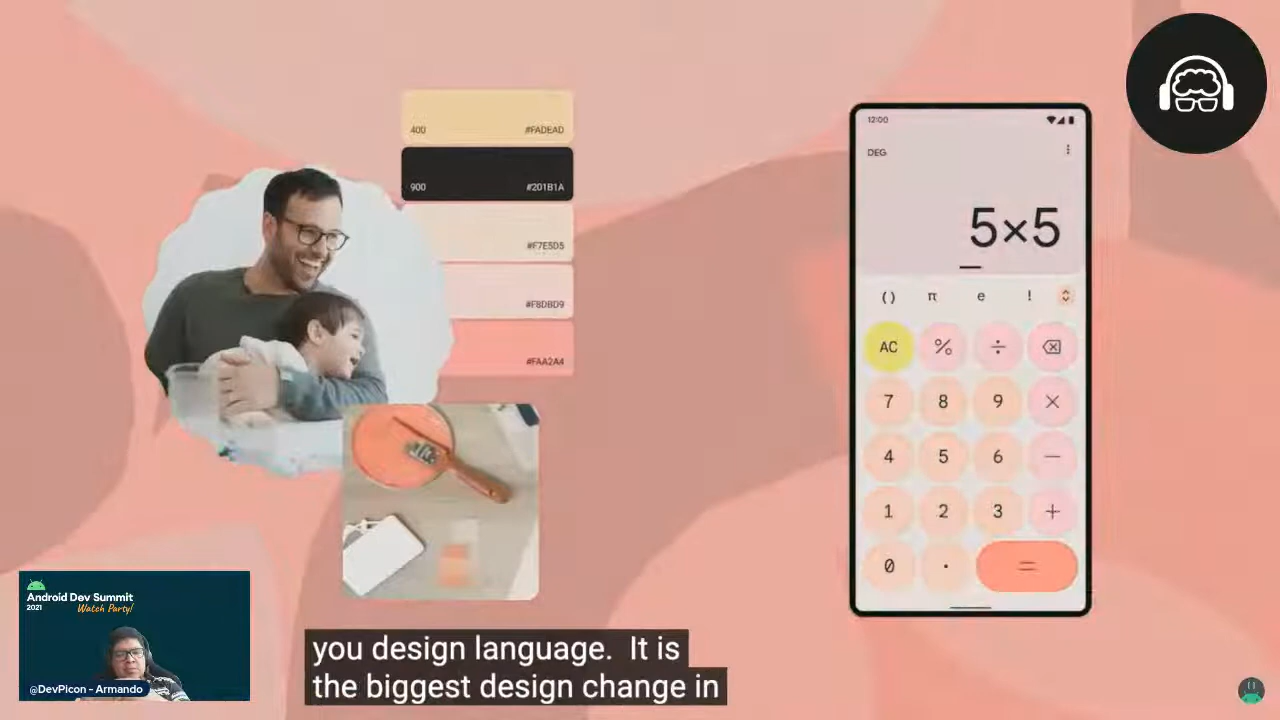 400 #FADEAD
900 #201B1A
#F7E5D5
#F8DBD9
#FAA2A4
12:00
DEG
5×5
() π e !
AC % ÷
7 8 9 ×
4 5 6 −
1 2 3 +
0 . =
Android Dev Summit
2021 Watch Party!
@DevPicon - Armando
you design language. It is
the biggest design change in